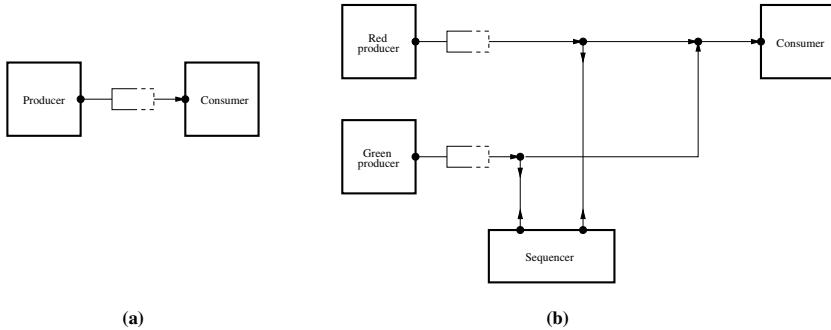 Producer
Consumer
(a)
Red
producer
Consumer
Green
producer
Sequencer
(b)